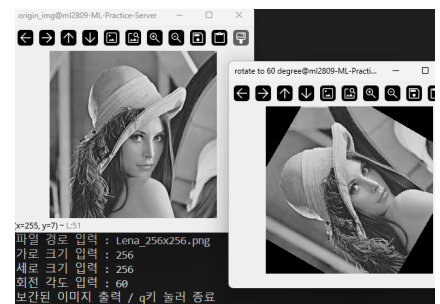 origin_img@ml2809-ML-Practice-Server
rotate to 60 degree@ml2809-ML-Practi...
(x=255, y=7) ~ L:51
파일 경로 입력 : Lena_256x256.png
가로 크기 입력 : 256
세로 크기 입력 : 256
회전 각도 입력 : 60
보간된 이미지 출력 / q키 눌러 종료